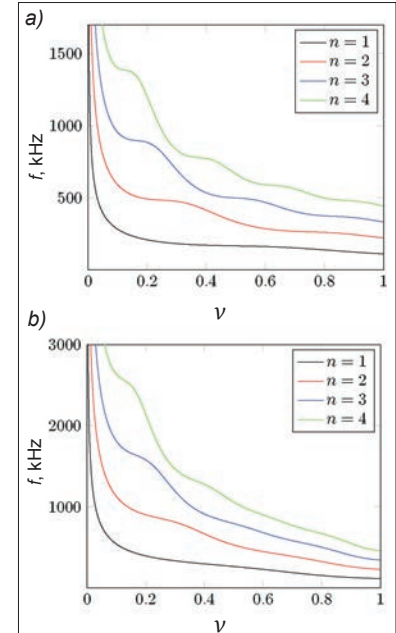 a)
1500
1000
500
f, kHz
n = 1
n = 2
n = 3
n = 4
0 0.2 0.4 0.6 0.8 1
ν
b)
3000
2000
1000
f, kHz
n = 1
n = 2
n = 3
n = 4
0 0.2 0.4 0.6 0.8 1
ν